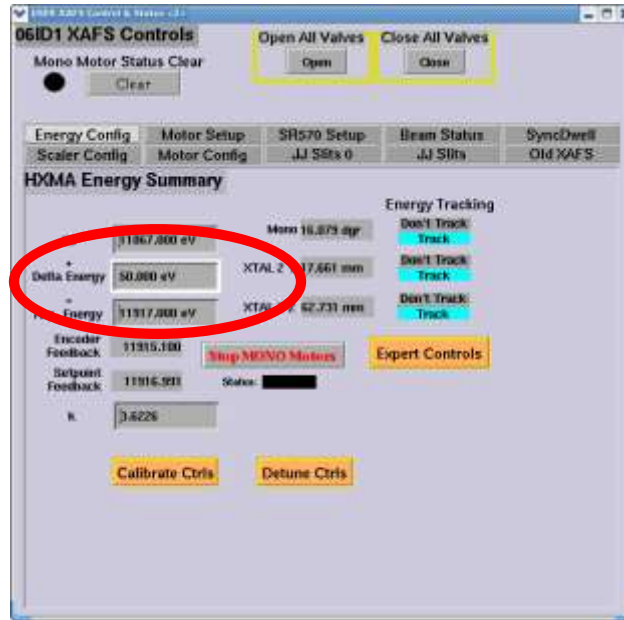 06ID1 XAFS Controls
Open All Valves
Close All Valves
Mono Motor Status Clear
Open
Close
Clear
Energy Config
Motor Setup
SR570 Setup
Beam Status
SyncDwell
Scaler Config
Motor Config
JJ Slits 0
JJ Slits
Old XAFS
HXMA Energy Summary
Energy Tracking
11867.000 eV
Mono 16.079 dgr
Don't Track
Track
+
Delta Energy
50.000 eV
XTAL 2
17.661 mm
Don't Track
Track
=
Energy
11917.000 eV
XTAL
62.731 mm
Don't Track
Track
Encoder
Feedback
11915.100
Stop MONO Motors
Expert Controls
Setpoint
Feedback
11916.991
Status:
k
3.6226
Calibrate Ctrls
Detune Ctrls